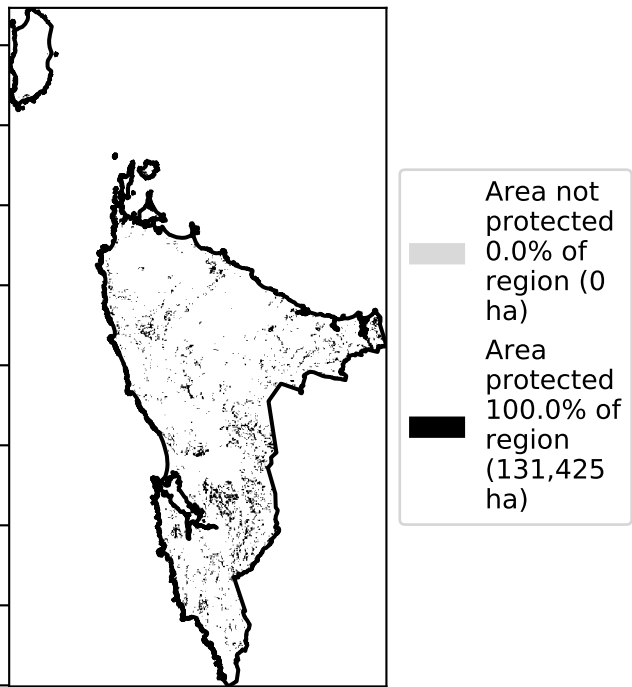 Area not
protected
0.0% of
region (0
ha)
Area
protected
100.0% of
region
(131,425
ha)